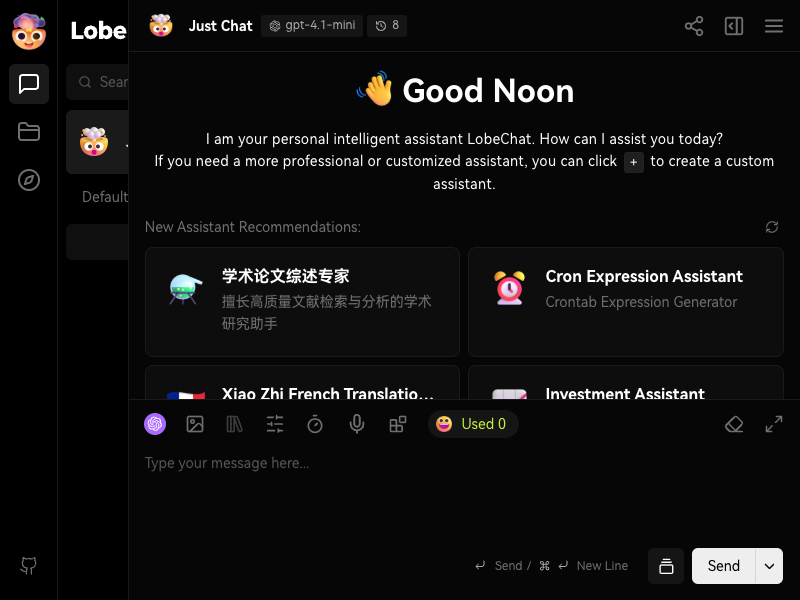 Lobe
Just Chat
gpt-4.1-mini
8
Sear
Default
Good Noon
I am your personal intelligent assistant LobeChat. How can I assist you today?
If you need a more professional or customized assistant, you can click + to create a custom
assistant.
New Assistant Recommendations:
学术论文综述专家
擅长高质量文献检索与分析的学术
研究助手
Cron Expression Assistant
Crontab Expression Generator
Xiao Zhi French Translatio...
Investment Assistant
Used 0
Type your message here...
Send / ⌘ New Line
Send